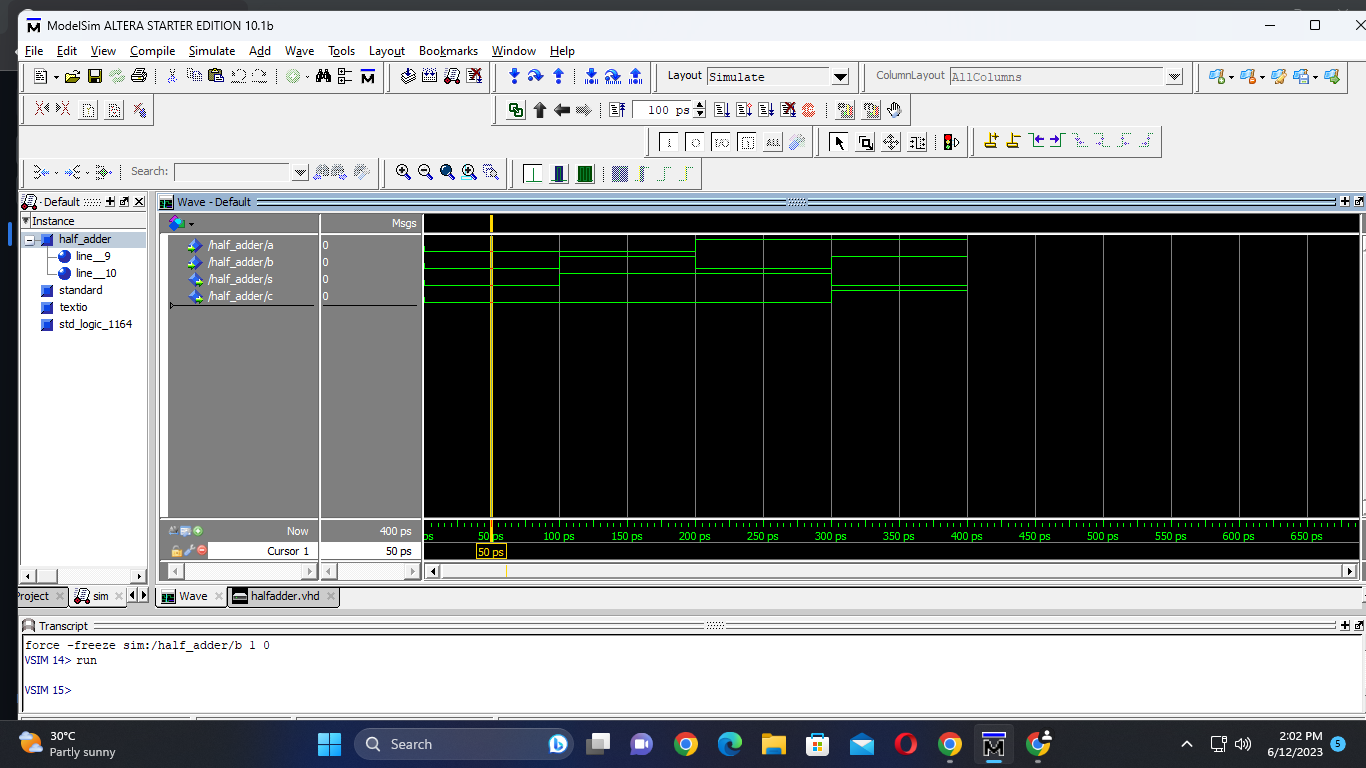 ModelSim ALTERA STARTER EDITION 10.1b
File Edit View Compile Simulate Add Wave Tools Layout Bookmarks Window Help
Layout Simulate ColumnLayout AllColumns
100 ps
Search:
Default
Wave - Default
Instance
Msgs
half_adder
line__9
line__10
standard
textio
std_logic_1164
/half_adder/a 0
/half_adder/b 0
/half_adder/s 0
/half_adder/c 0
Now 400 ps
ps 50 ps 100 ps 150 ps 200 ps 250 ps 300 ps 350 ps 400 ps 450 ps 500 ps 550 ps 600 ps 650 ps
Cursor 1 50 ps
50 ps
Project sim Wave halfadder.vhd
Transcript
force -freeze sim:/half_adder/b 1 0
VSIM 14> run
VSIM 15>
30°C
Partly sunny
Search
2:02 PM
6/12/2023
5